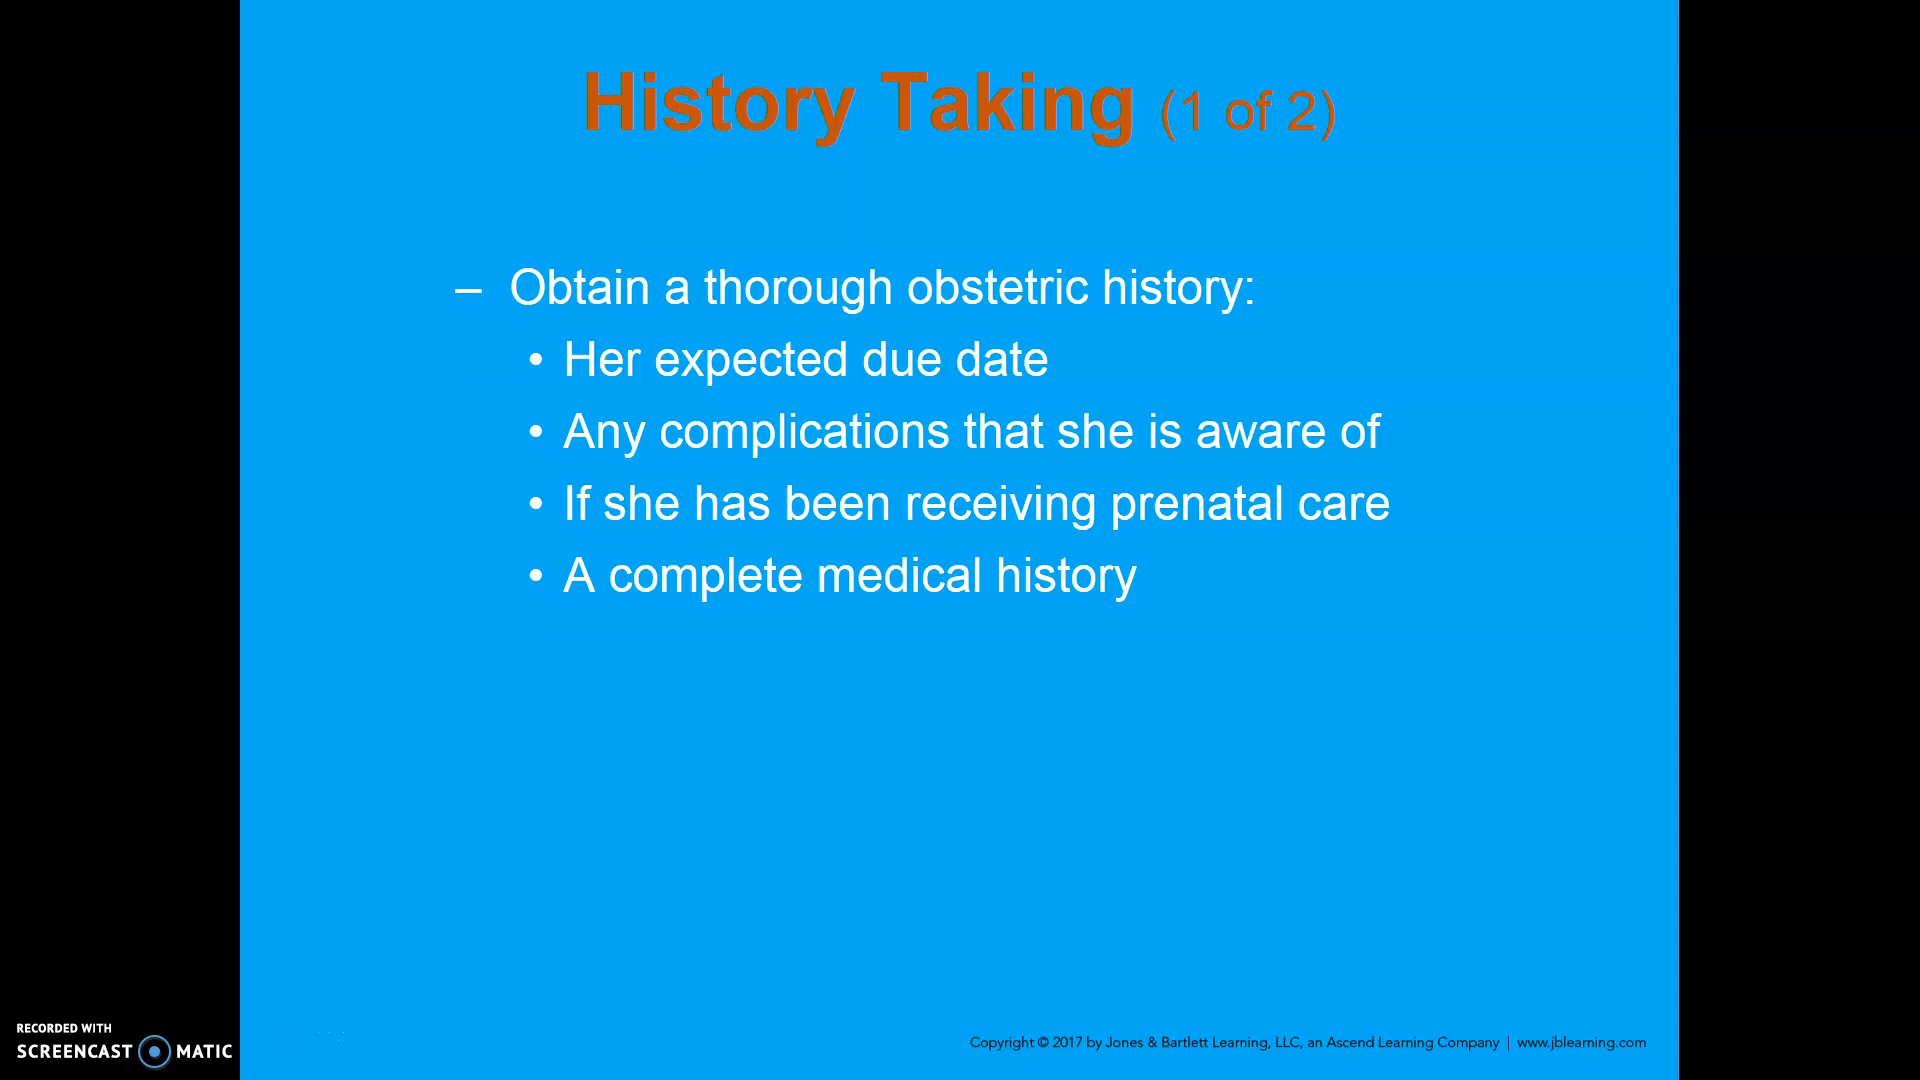 History Taking (1 of 2)
– Obtain a thorough obstetric history:
• Her expected due date
• Any complications that she is aware of
• If she has been receiving prenatal care
• A complete medical history
RECORDED WITH
SCREENCAST MATIC
Copyright © 2017 by Jones & Bartlett Learning, LLC, an Ascend Learning Company | www.jblearning.com